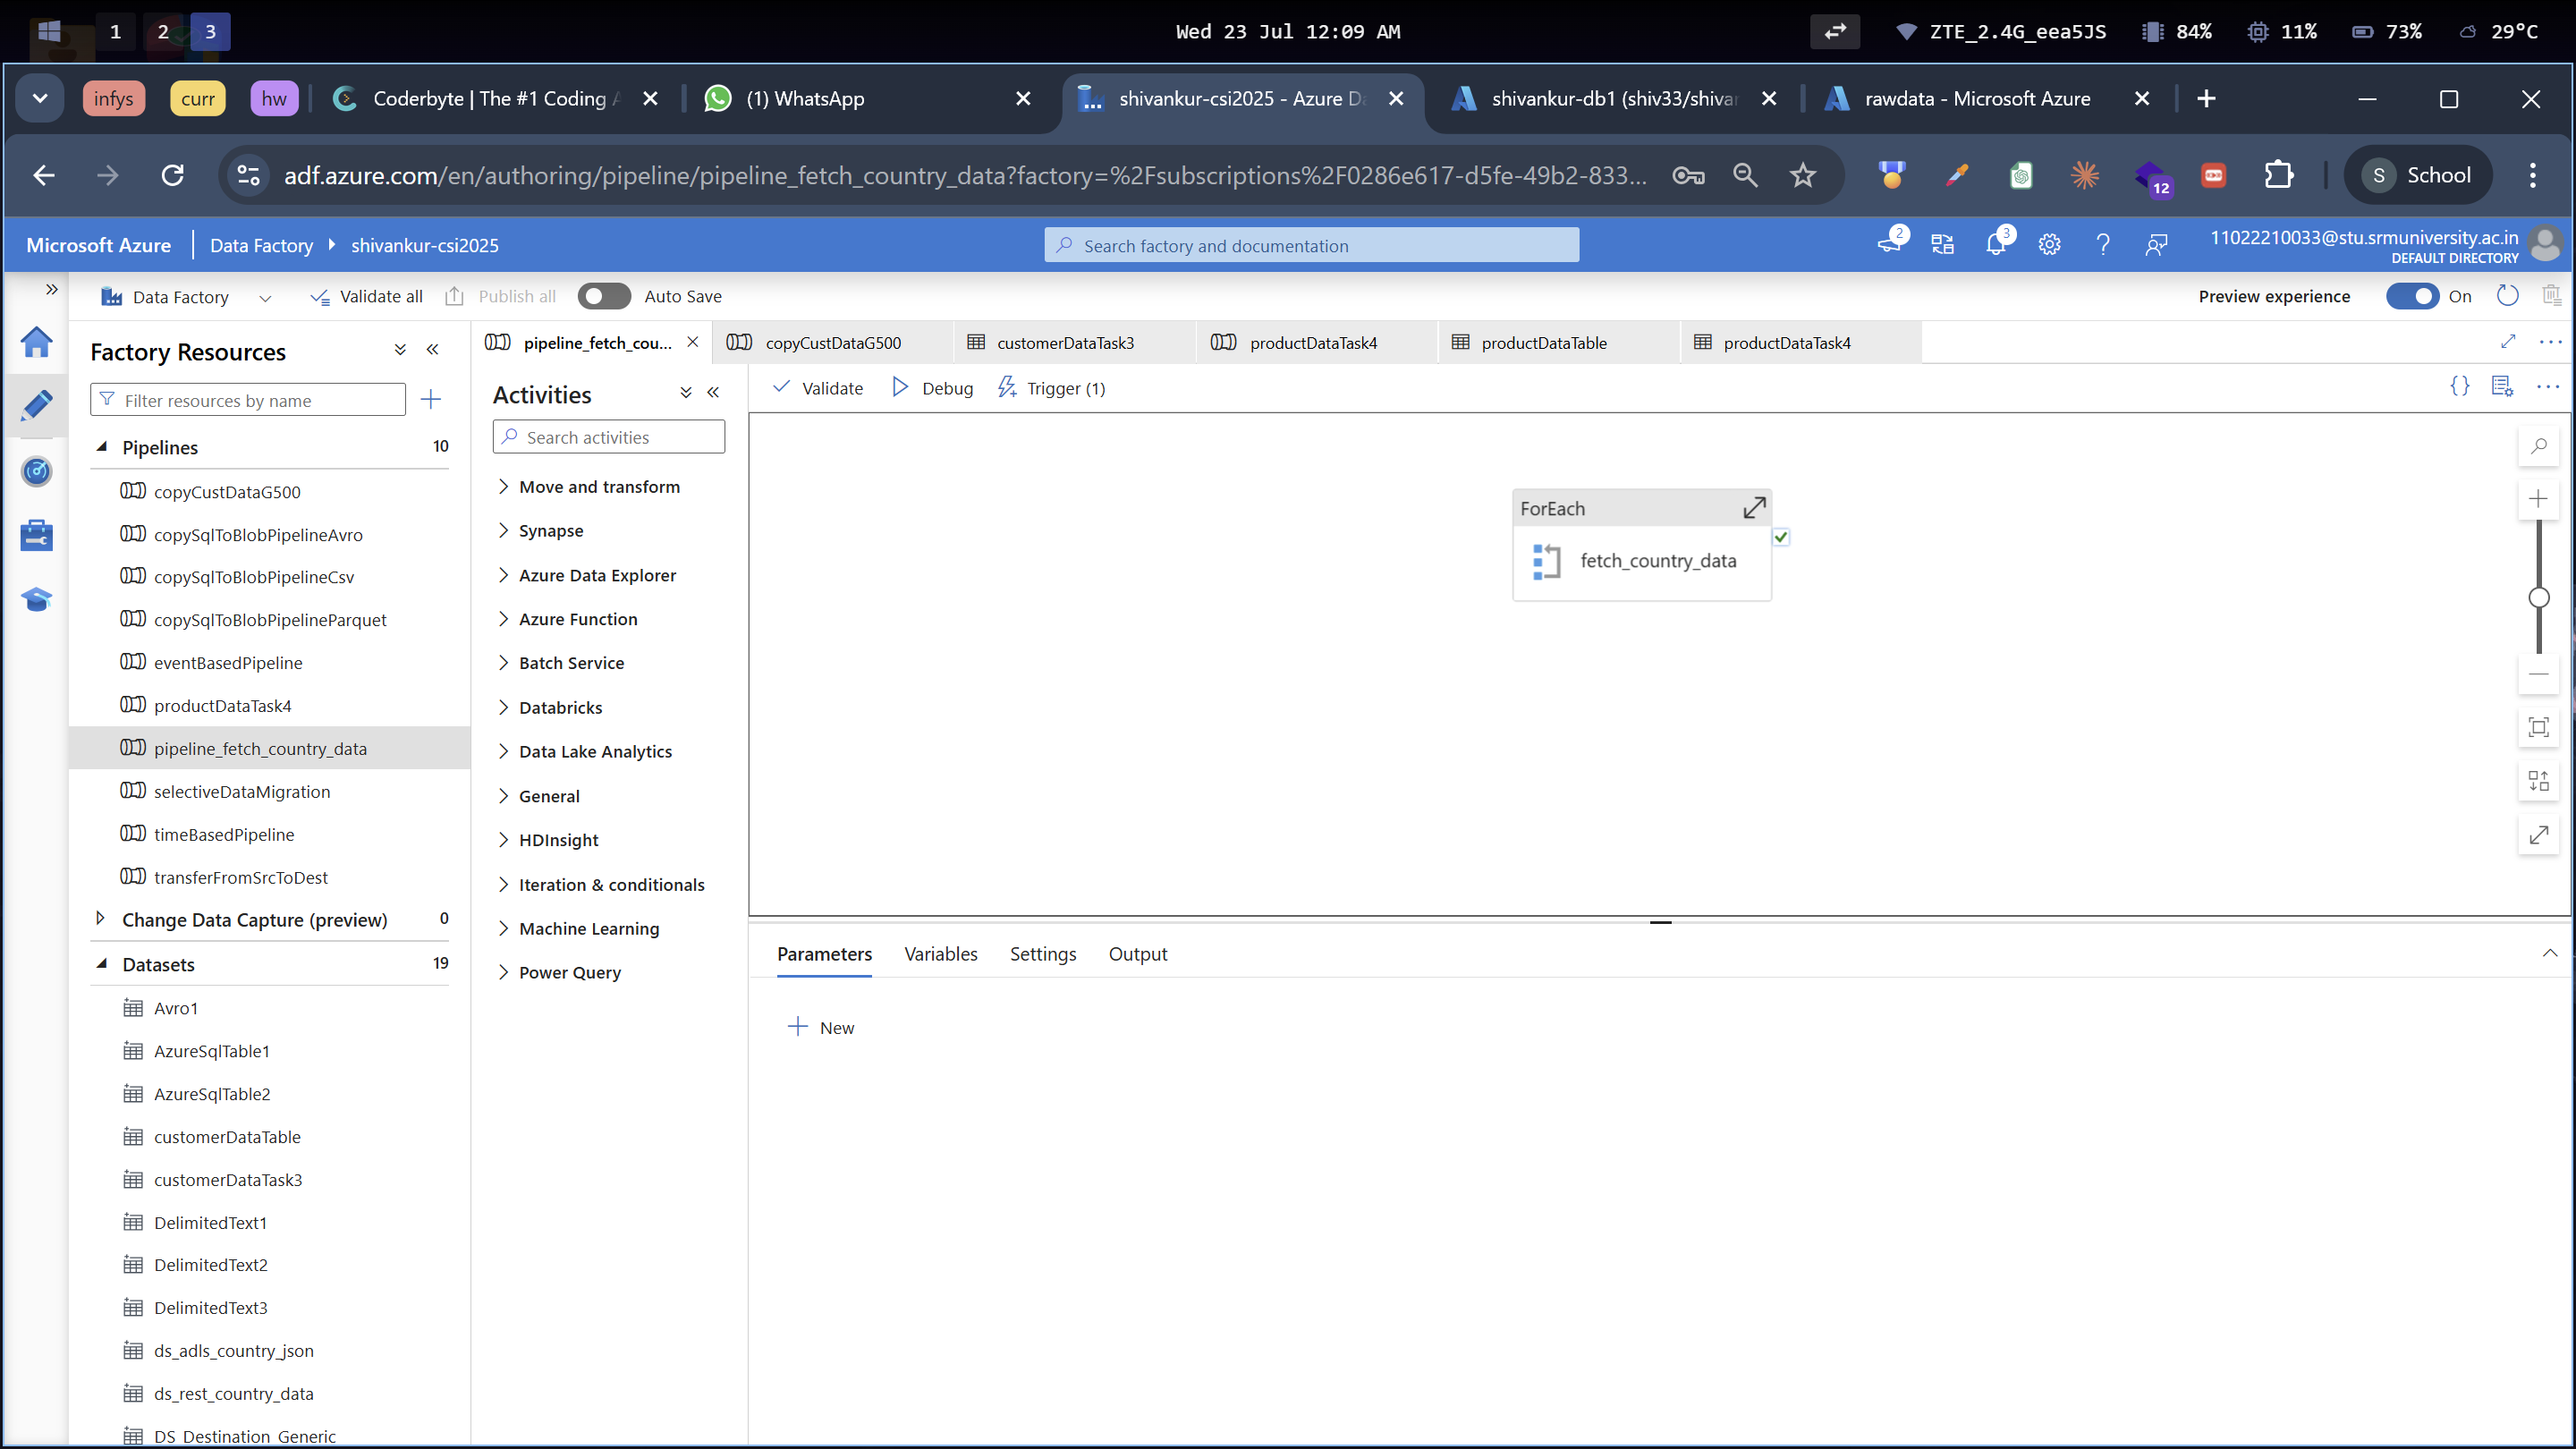 1 2 3
Wed 23 Jul 12:09 AM
ZTE_2.4G_eea5JS 84% 11% 73% 29°C
infys curr hw Coderbyte | The #1 Coding A (1) WhatsApp shivankur-csi2025 - Azure Da shivankur-db1 (shiv33/shivan rawdata - Microsoft Azure
adf.azure.com/en/authoring/pipeline/pipeline_fetch_country_data?factory=%2Fsubscriptions%2F0286e617-d5fe-49b2-833...
12
S School
Microsoft Azure Data Factory shivankur-csi2025
Search factory and documentation
2 3
11022210033@stu.srmuniversity.ac.in
DEFAULT DIRECTORY
Data Factory Validate all Publish all Auto Save
Preview experience On
Factory Resources
Filter resources by name
Pipelines 10
copyCustDataG500
copySqlToBlobPipelineAvro
copySqlToBlobPipelineCsv
copySqlToBlobPipelineParquet
eventBasedPipeline
productDataTask4
pipeline_fetch_country_data
selectiveDataMigration
timeBasedPipeline
transferFromSrcToDest
Change Data Capture (preview) 0
Datasets 19
Avro1
AzureSqlTable1
AzureSqlTable2
customerDataTable
customerDataTask3
DelimitedText1
DelimitedText2
DelimitedText3
ds_adls_country_json
ds_rest_country_data
DS_Destination_Generic
pipeline_fetch_cou... copyCustDataG500 customerDataTask3 productDataTask4 productDataTable productDataTask4
Activities
Search activities
Move and transform
Synapse
Azure Data Explorer
Azure Function
Batch Service
Databricks
Data Lake Analytics
General
HDInsight
Iteration & conditionals
Machine Learning
Power Query
Validate Debug Trigger (1)
ForEach
fetch_country_data
Parameters Variables Settings Output
New